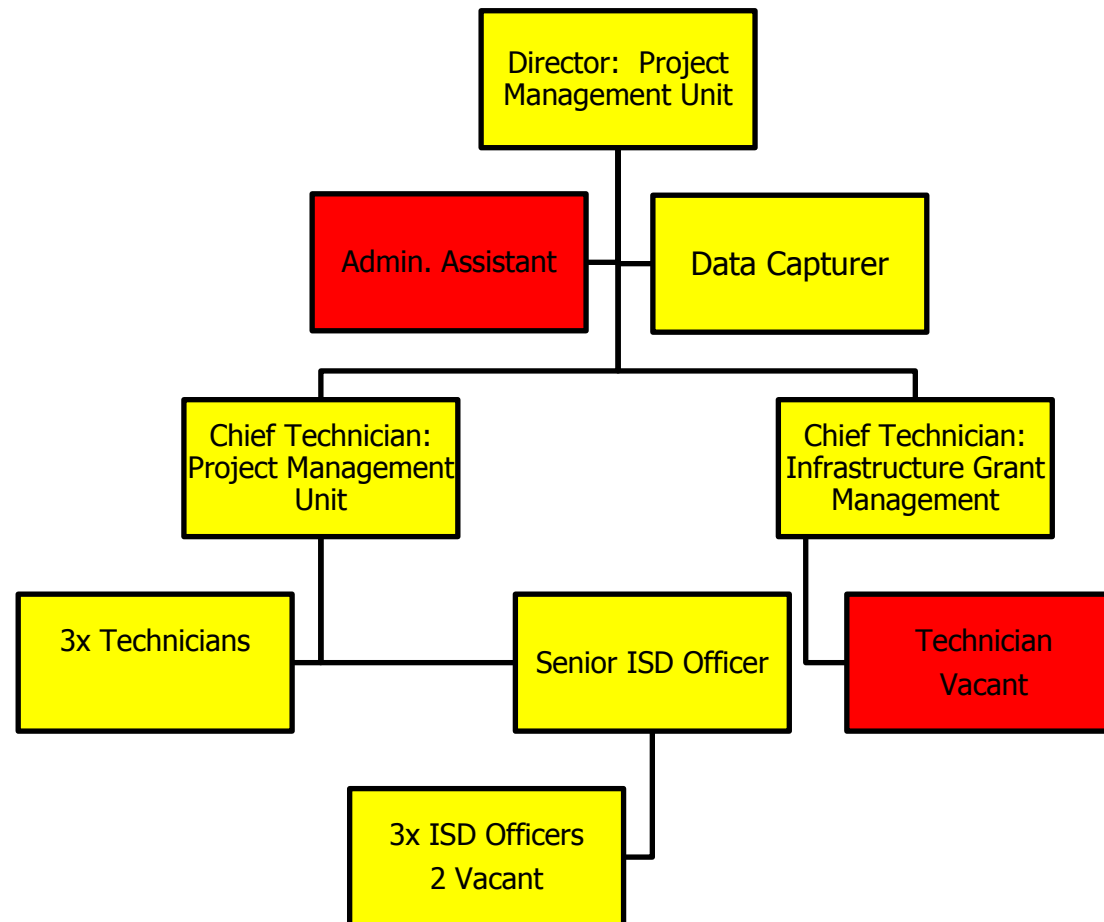 Director: Project
Management Unit
Admin. Assistant
Data Capturer
Chief Technician:
Project Management
Unit
Chief Technician:
Infrastructure Grant
Management
3x Technicians
Senior ISD Officer
Technician
Vacant
3x ISD Officers
2 Vacant